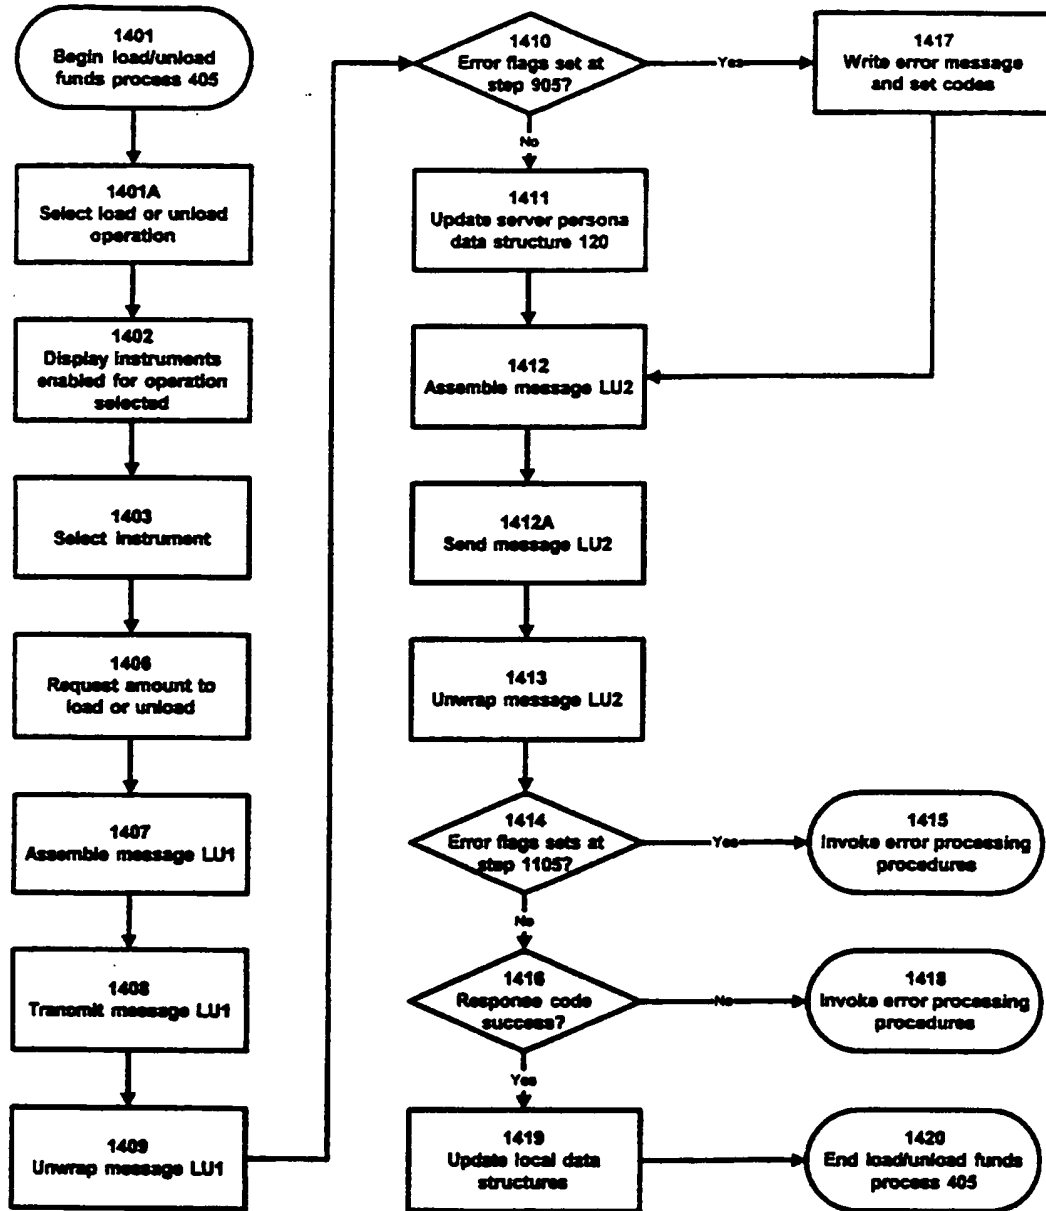 1401
Begin load/unload
funds process 405
1401A
Select load or unload
operation
1402
Display instruments
enabled for operation
selected
1403
Select instrument
1406
Request amount to
load or unload
1407
Assemble message LU1
1408
Transmit message LU1
1409
Unwrap message LU1
1410
Error flags set at
step 905?
Yes
No
1417
Write error message
and set codes
1411
Update server persona
data structure 120
1412
Assemble message LU2
1412A
Send message LU2
1413
Unwrap message LU2
1414
Error flags sets at
step 1105?
Yes
No
1415
Invoke error processing
procedures
1416
Response code
success?
No
Yes
1418
Invoke error processing
procedures
1419
Update local data
structures
1420
End load/unload funds
process 405